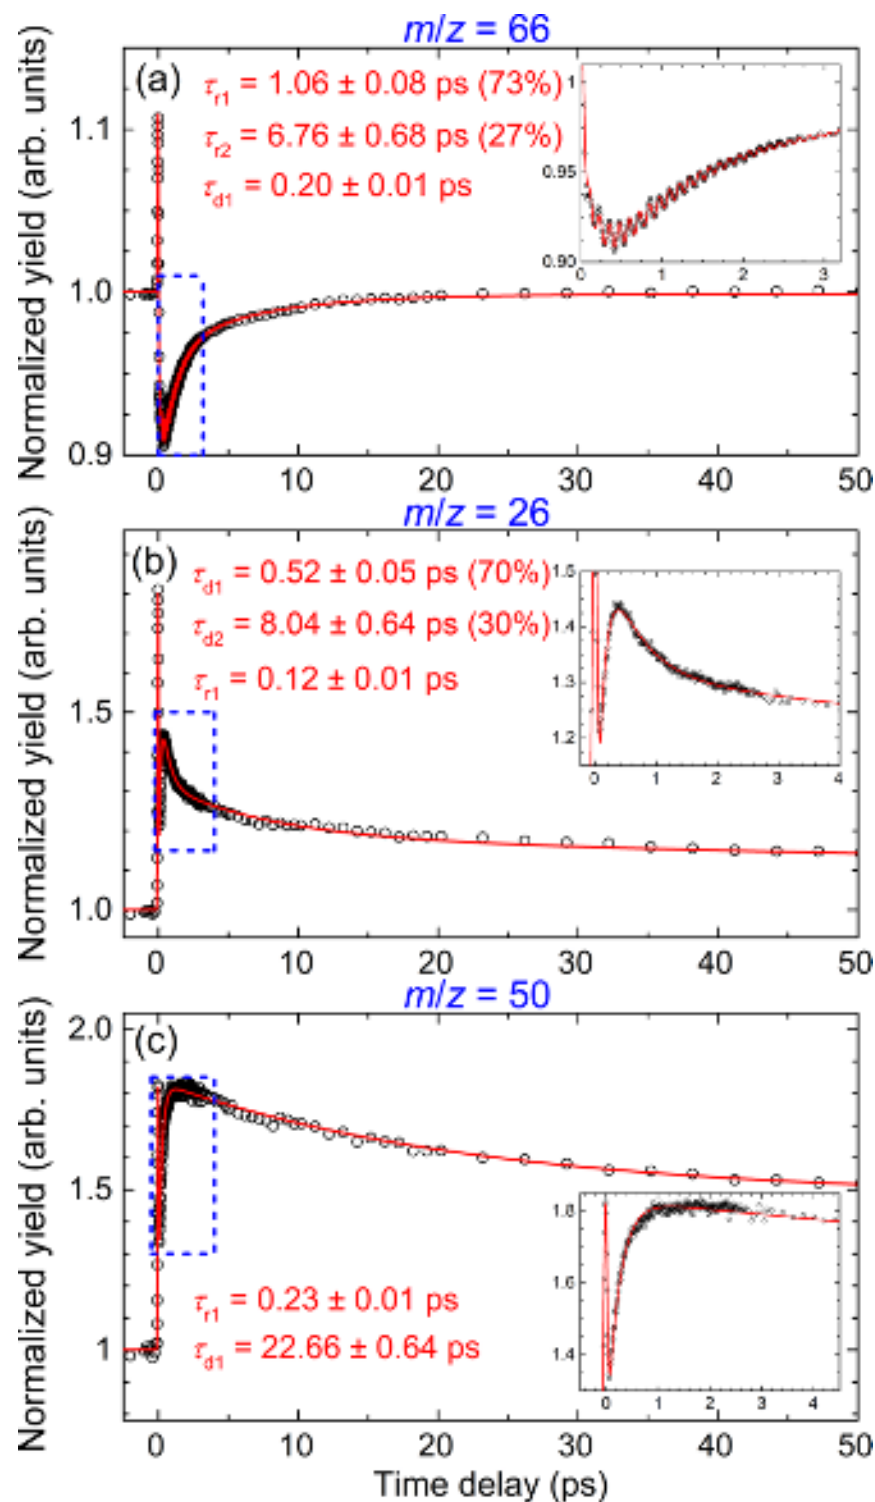 m/z = 66
(a)
τr1 = 1.06 ± 0.08 ps (73%)
τr2 = 6.76 ± 0.68 ps (27%)
τd1 = 0.20 ± 0.01 ps
Normalized yield (arb. units)
1.1
1.0
0.9
1
0.95
0.90
0 1 2 3
0 10 20 30 40 50
m/z = 26
(b)
τd1 = 0.52 ± 0.05 ps (70%)
τd2 = 8.04 ± 0.64 ps (30%)
τr1 = 0.12 ± 0.01 ps
Normalized yield (arb. units)
1.5
1.0
1.5
1.4
1.3
1.2
0 1 2 3 4
0 10 20 30 40 50
m/z = 50
(c)
Normalized yield (arb. units)
2.0
1.5
1
τr1 = 0.23 ± 0.01 ps
τd1 = 22.66 ± 0.64 ps
1.8
1.6
1.4
0 1 2 3 4
0 10 20 30 40 50
Time delay (ps)